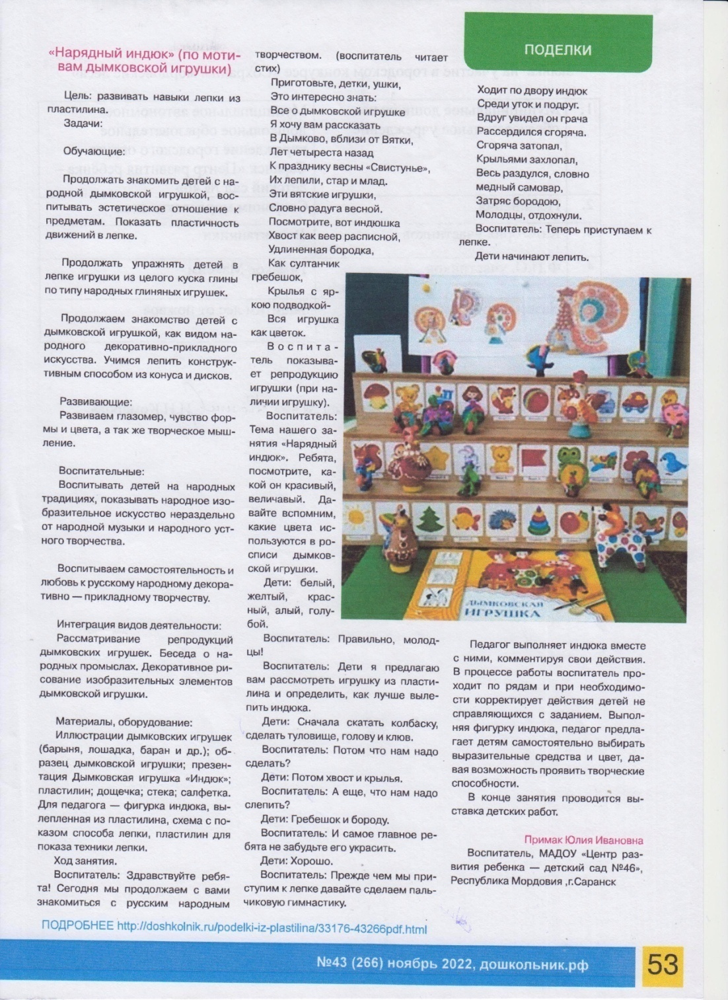 ПОДЕЛКИ
«Нарядный индюк» (по моти-
вам дымковской игрушки)
Цель: развивать навыки лепки из
пластилина.
Задачи:
Обучающие:
Продолжать знакомить детей с на-
родной дымковской игрушкой, вос-
питывать эстетическое отношение к
предметам. Показать пластичность
движений в лепке.
Продолжать упражнять детей в
лепке игрушки из целого куска глины
по типу народных глиняных игрушек.
Продолжаем знакомство детей с
дымковской игрушкой, как видом на-
родного декоративно-прикладного
искусства. Учимся лепить конструк-
тивным способом из конуса и дисков.
Развивающие:
Развиваем глазомер, чувство фор-
мы и цвета, а так же творческое мыш-
ление.
Воспитательные:
Воспитывать детей на народных
традициях, показывать народное изо-
бразительное искусство нераздельно
от народной музыки и народного уст-
ного творчества.
Воспитываем самостоятельность и
любовь к русскому народному декора-
тивно — прикладному творчеству.
Интеграция видов деятельности:
Рассматривание репродукций
дымковских игрушек. Беседа о на-
родных промыслах. Декоративное ри-
сование изобразительных элементов
дымковской игрушки.
Материалы, оборудование:
Иллюстрации дымковских игрушек
(барыня, лошадка, баран и др.); об-
разец дымковской игрушки; презен-
тация Дымковская игрушка «Индюк»;
пластилин; дощечка; стека; салфетка.
Для педагога — фигурка индюка, вы-
лепленная из пластилина, схема с по-
казом способа лепки, пластилин для
показа техники лепки.
Ход занятия.
Воспитатель: Здравствуйте ребя-
та! Сегодня мы продолжаем с вами
знакомиться с русским народным
творчеством. (воспитатель читает
стих)
Приготовьте, детки, ушки,
Это интересно знать:
Всё о дымковской игрушке
Я хочу вам рассказать
В Дымково, вблизи от Вятки,
Лет четыреста назад
К празднику весны «Свистунье»,
Их лепили, стар и млад.
Эти вятские игрушки,
Словно радуга весной.
Посмотрите, вот индюшка
Хвост как веер расписной,
Удлиненная бородка,
Как султанчик
гребешок,
Крылья с яр-
кою подводкой-
Вся игрушка
как цветок.
Воспита-
тель показыва-
ет репродукцию
игрушки (при на-
личии игрушку).
Воспитатель:
Тема нашего за-
нятия «Нарядный
индюк». Ребята,
посмотрите, ка-
кой он красивый,
величавый. Да-
вайте вспомним,
какие цвета ис-
пользуются в ро-
списи дымков-
ской игрушки.
Дети: белый,
желтый, крас-
ный, алый, голу-
бой.
Воспитатель: Правильно, молод-
цы!
Воспитатель: Дети я предлагаю
вам рассмотреть игрушку из пласти-
лина и определить, как лучше выле-
пить индюка.
Дети: Сначала скатать колбаску,
сделать туловище, голову и клюв.
Воспитатель: Потом что нам надо
сделать?
Дети: Потом хвост и крылья.
Воспитатель: А еще, что нам надо
слепить?
Дети: Гребешок и бороду.
Воспитатель: И самое главное ре-
бята не забудьте его украсить.
Дети: Хорошо.
Воспитатель: Прежде чем мы при-
ступим к лепке давайте сделаем паль-
чиковую гимнастику.
Ходит по двору индюк
Среди уток и подруг.
Вдруг увидел он грача
Рассердился сгоряча.
Сгоряча затопал,
Крыльями захлопал,
Весь раздулся, словно
медный самовар,
Затряс бородою,
Молодцы, отдохнули.
Воспитатель: Теперь приступаем к
лепке.
Дети начинают лепить.
ДЫМКОВСКАЯ
ИГРУШКА
Педагог выполняет индюка вместе
с ними, комментируя свои действия.
В процессе работы воспитатель про-
ходит по рядам и при необходимо-
сти корректирует действия детей не
справляющихся с заданием. Выпол-
няя фигурку индюка, педагог предла-
гает детям самостоятельно выбирать
выразительные средства и цвет, да-
вая возможность проявить творческие
способности.
В конце занятия проводится вы-
ставка детских работ.
Примак Юлия Ивановна
Воспитатель, МАДОУ «Центр раз-
вития ребенка — детский сад №46»,
Республика Мордовия ,г.Саранск
ПОДРОБНЕЕ http://doshkolnik.ru/podelki-iz-plastilina/33176-43266pdf.html
№43 (266) ноябрь 2022, дошкольник.рф
53